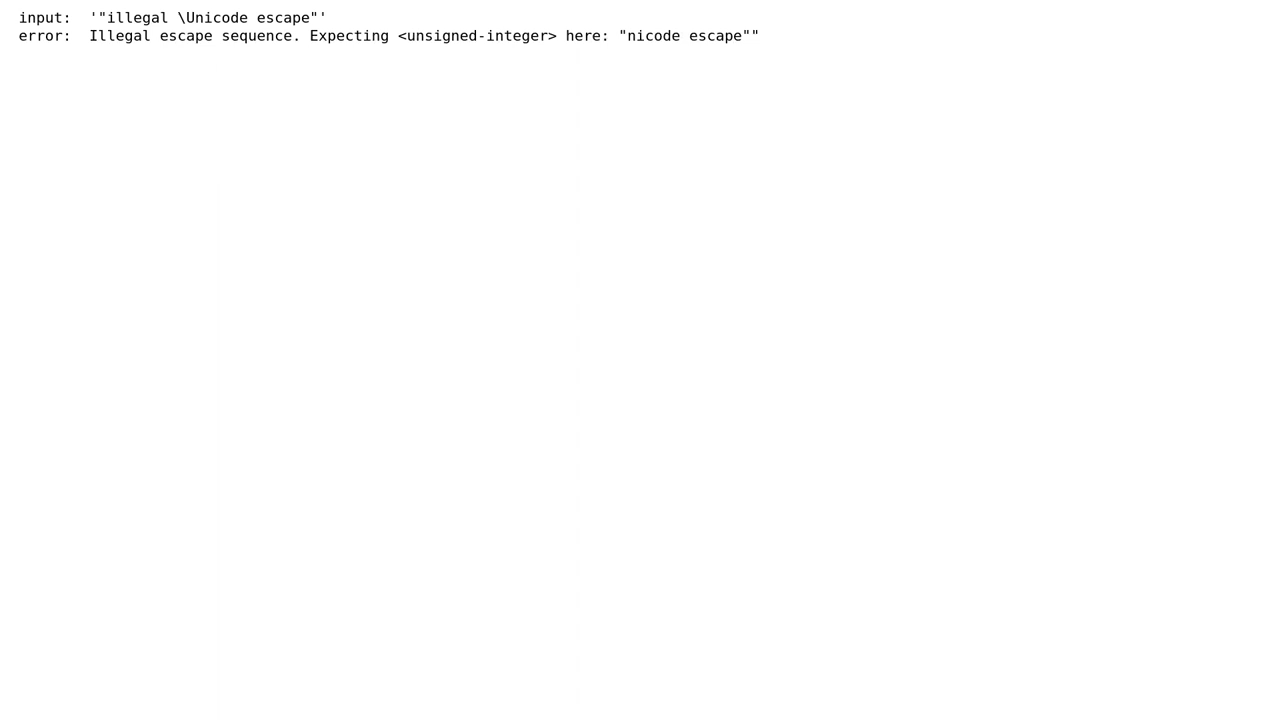 input:  '"illegal \Unicode escape"'
error:  Illegal escape sequence. Expecting <unsigned-integer> here: "nicode escape""